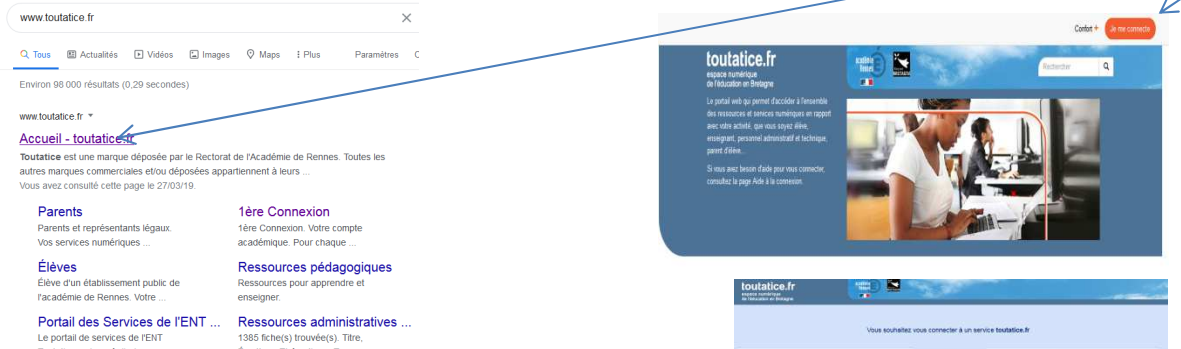 www.toutatice.fr
Tous Actualités Vidéos Images Maps Plus Paramètres
Environ 98 000 résultats (0,29 secondes)
www.toutatice.fr
Accueil - toutatice.fr
Toutatice est une marque déposée par le Rectorat de l'Académie de Rennes. Toutes les
autres marques commerciales et/ou déposées appartiennent à leurs ...
Vous avez consulté cette page le 27/03/19.
Parents
Parents et représentants légaux.
Vos services numériques ...
1ère Connexion
1ère Connexion. Votre compte
académique. Pour chaque ...
Élèves
Élève d'un établissement public de
l'académie de Rennes. Votre ...
Ressources pédagogiques
Ressources pour apprendre et
enseigner.
Portail des Services de l'ENT ...
Le portail de services de l'ENT
Ressources administratives ...
1385 fiche(s) trouvée(s). Titre,
Confort +
Je me connecte
toutatice.fr
espace numérique
de l'éducation en Bretagne
Rechercher
Le portail web qui permet d'accéder à l'ensemble
des ressources et services numériques en rapport
avec votre activité, que vous soyez élève,
enseignant, personnel administratif et technique,
parent d'élève...
Si vous avez besoin d'aide pour vous connecter,
consultez la page Aide à la connexion.
toutatice.fr
espace numérique
de l'éducation en Bretagne
Vous souhaitez vous connecter à un service toutatice.fr